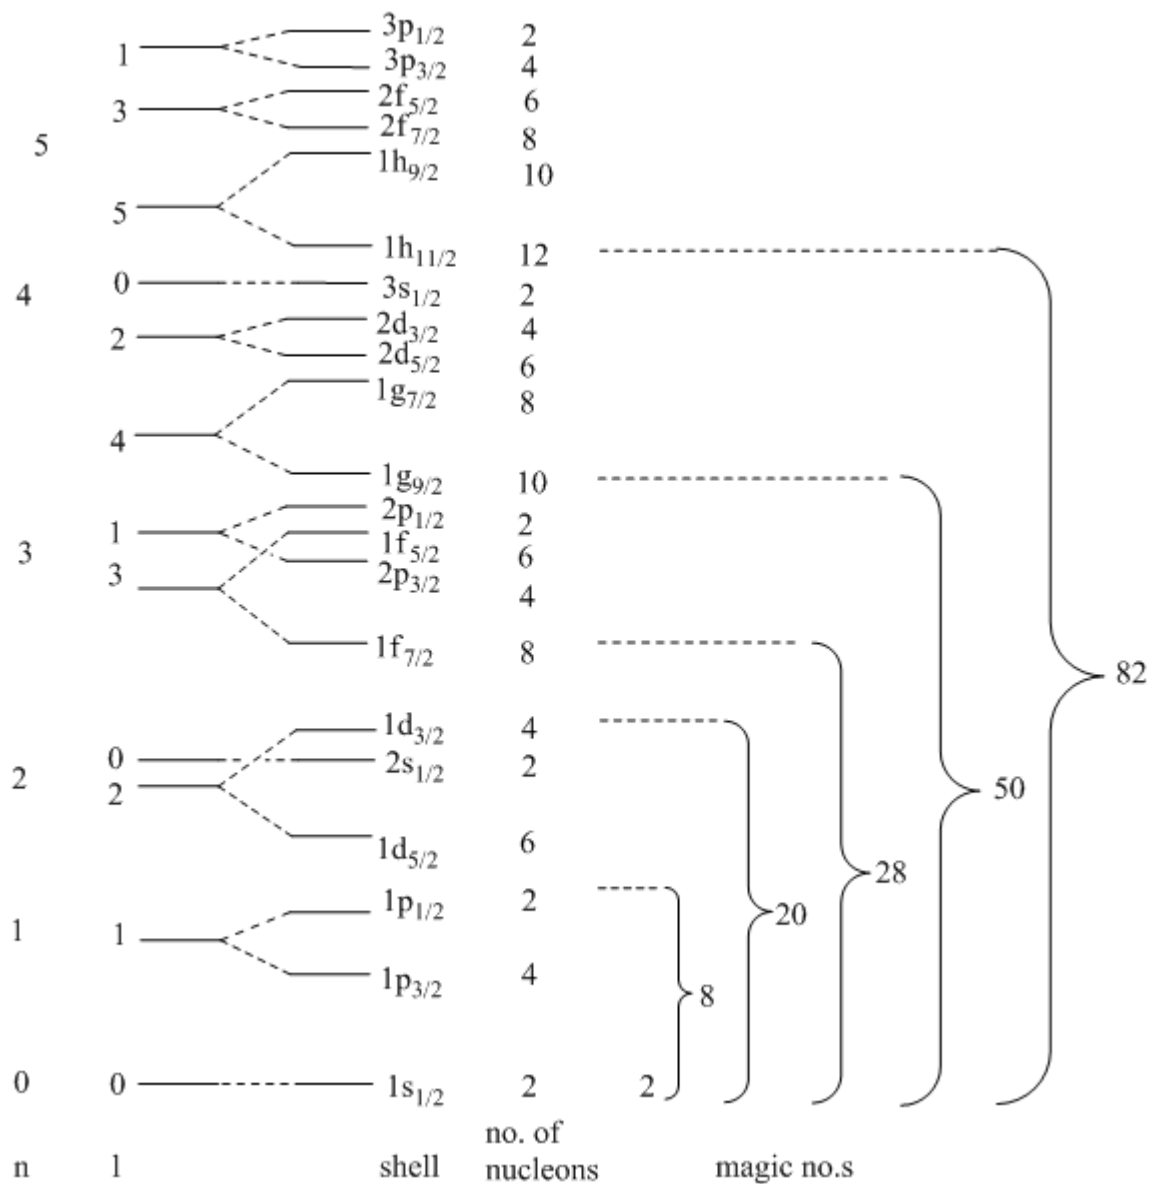 3p1/2 2
1 3p3/2 4
3 2f5/2 6
5 2f7/2 8
1h9/2 10
5
1h11/2 12
0 3s1/2 2
4
2 2d3/2 4
2d5/2 6
1g7/2 8
4
1g9/2 10
1 2p1/2 2
3 1f5/2 6
3 2p3/2 4
1f7/2 8
82
1d3/2 4
0 2s1/2 2
2 2 50
1d5/2 6
28
1p1/2 2
20
1 1
1p3/2 4
8
0 0 1s1/2 2 2
no. of
n l shell nucleons magic no.s